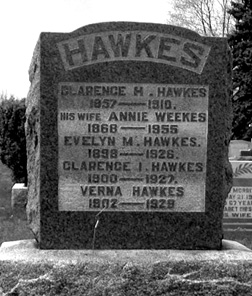 HAWKES
CLARENCE H. HAWKES
1857 — 1910.
HIS WIFE ANNIE WEEKES
1868 — 1955
EVELYN M. HAWKES.
1898 — 1926.
CLARENCE I. HAWKES
1900 — 1927.
VERNA HAWKES
1902 — 1929